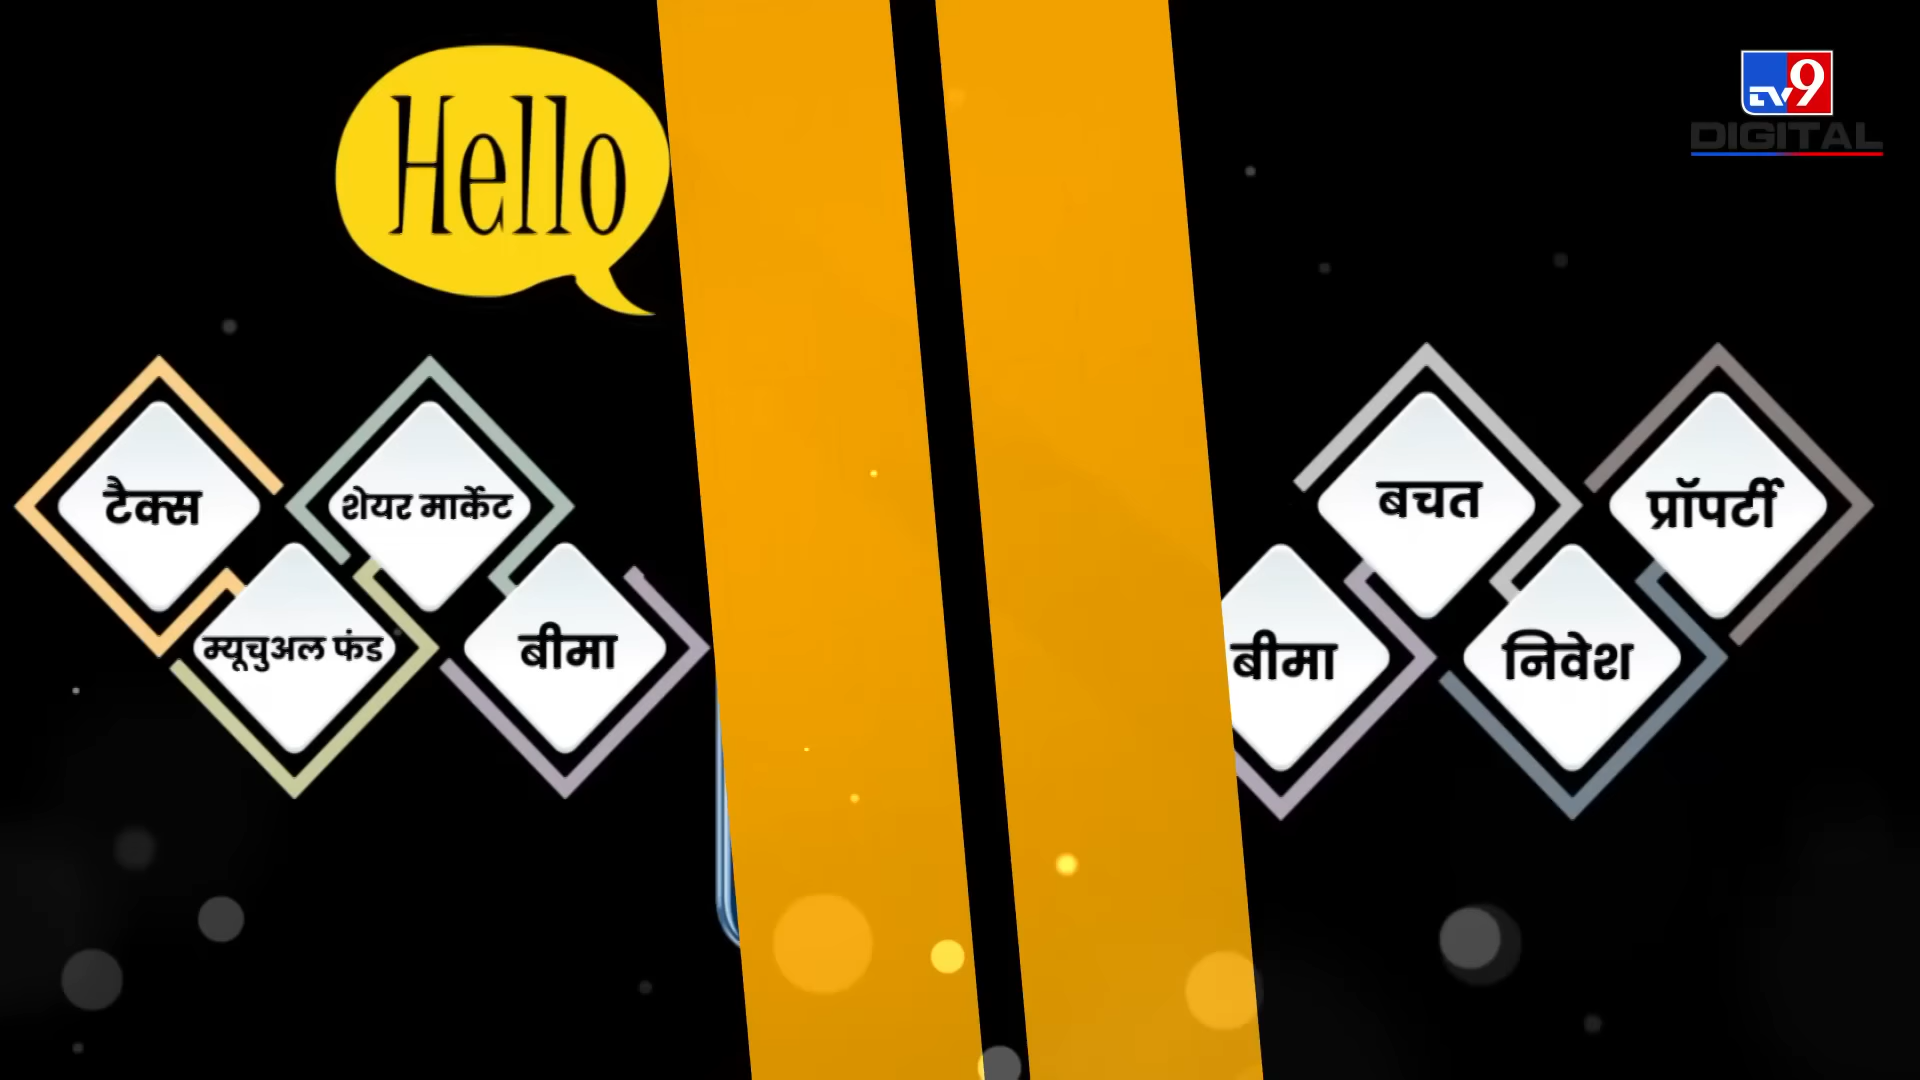 Hello
TV9
DIGITAL
टैक्स
शेयर मार्केट
म्यूचुअल फंड
बीमा
बचत
प्रॉपर्टी
बीमा
निवेश